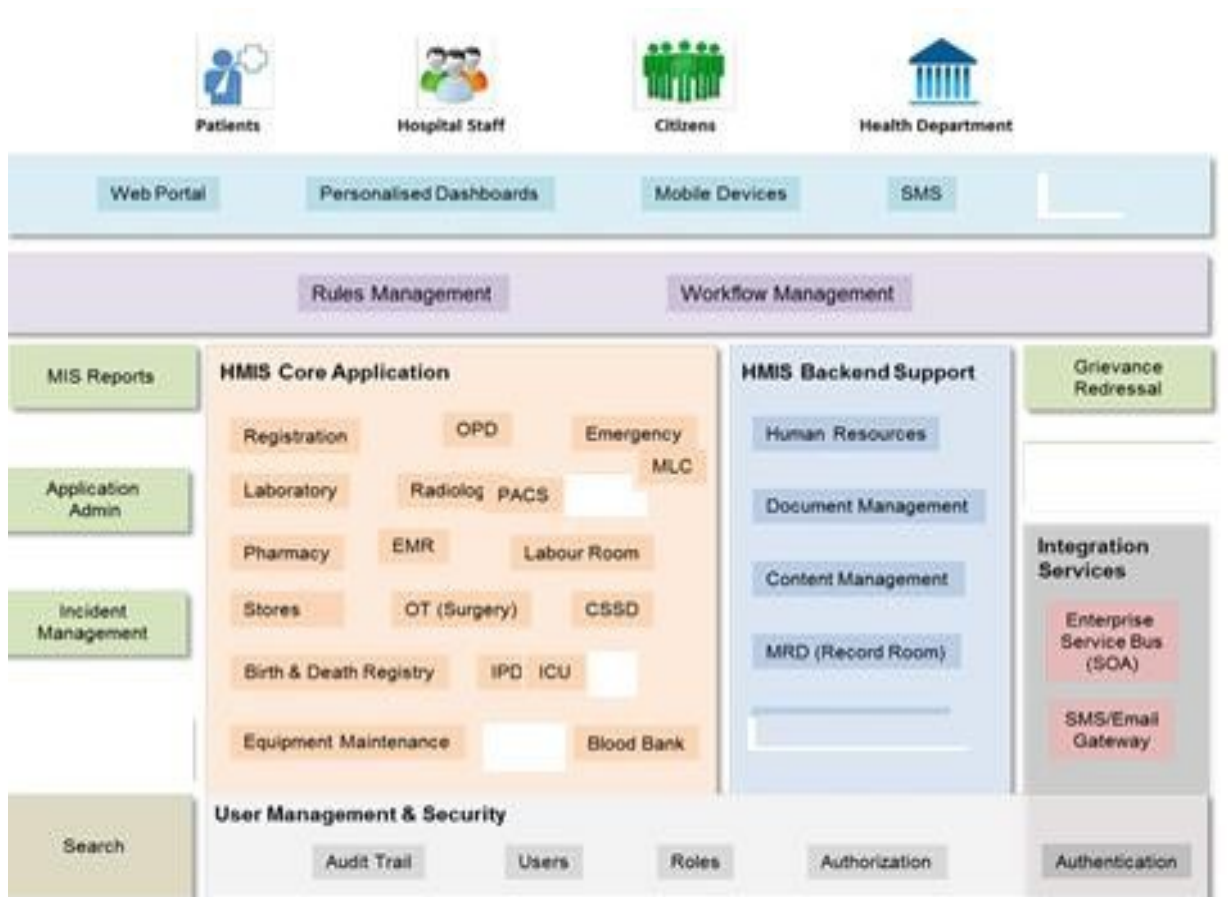 Patients
Hospital Staff
Citizens
Health Department
Web Portal
Personalised Dashboards
Mobile Devices
SMS
Rules Management
Workflow Management
MIS Reports
Application
Admin
Incident
Management
HMIS Core Application
Registration
OPD
Emergency
MLC
Laboratory
Radiolog
PACS
Pharmacy
EMR
Labour Room
Stores
OT (Surgery)
CSSD
Birth & Death Registry
IPD
ICU
Equipment Maintenance
Blood Bank
HMIS Backend Support
Human Resources
Document Management
Content Management
MRD (Record Room)
Grievance
Redressal
Integration
Services
Enterprise
Service Bus
(SOA)
SMS/Email
Gateway
Search
User Management & Security
Audit Trail
Users
Roles
Authorization
Authentication